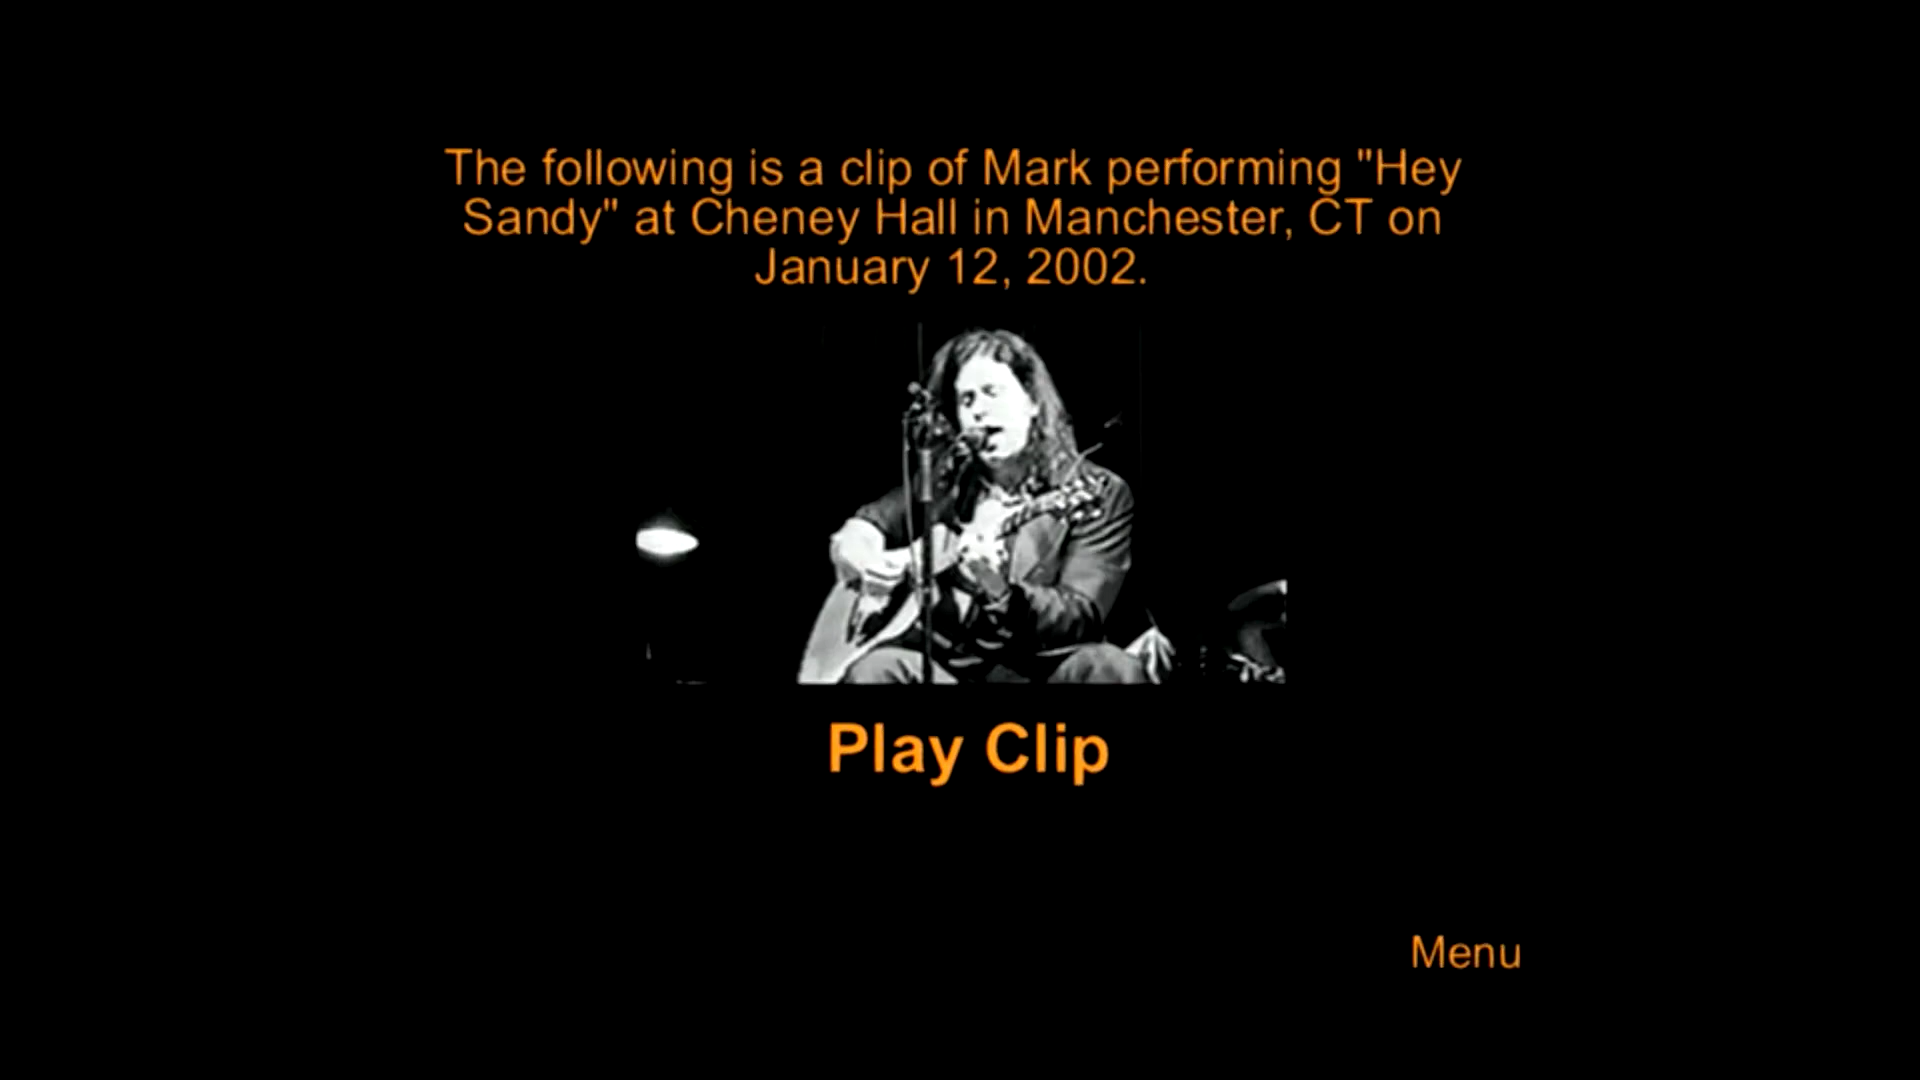 The following is a clip of Mark performing "Hey
Sandy" at Cheney Hall in Manchester, CT on
January 12, 2002.
Play Clip
Menu